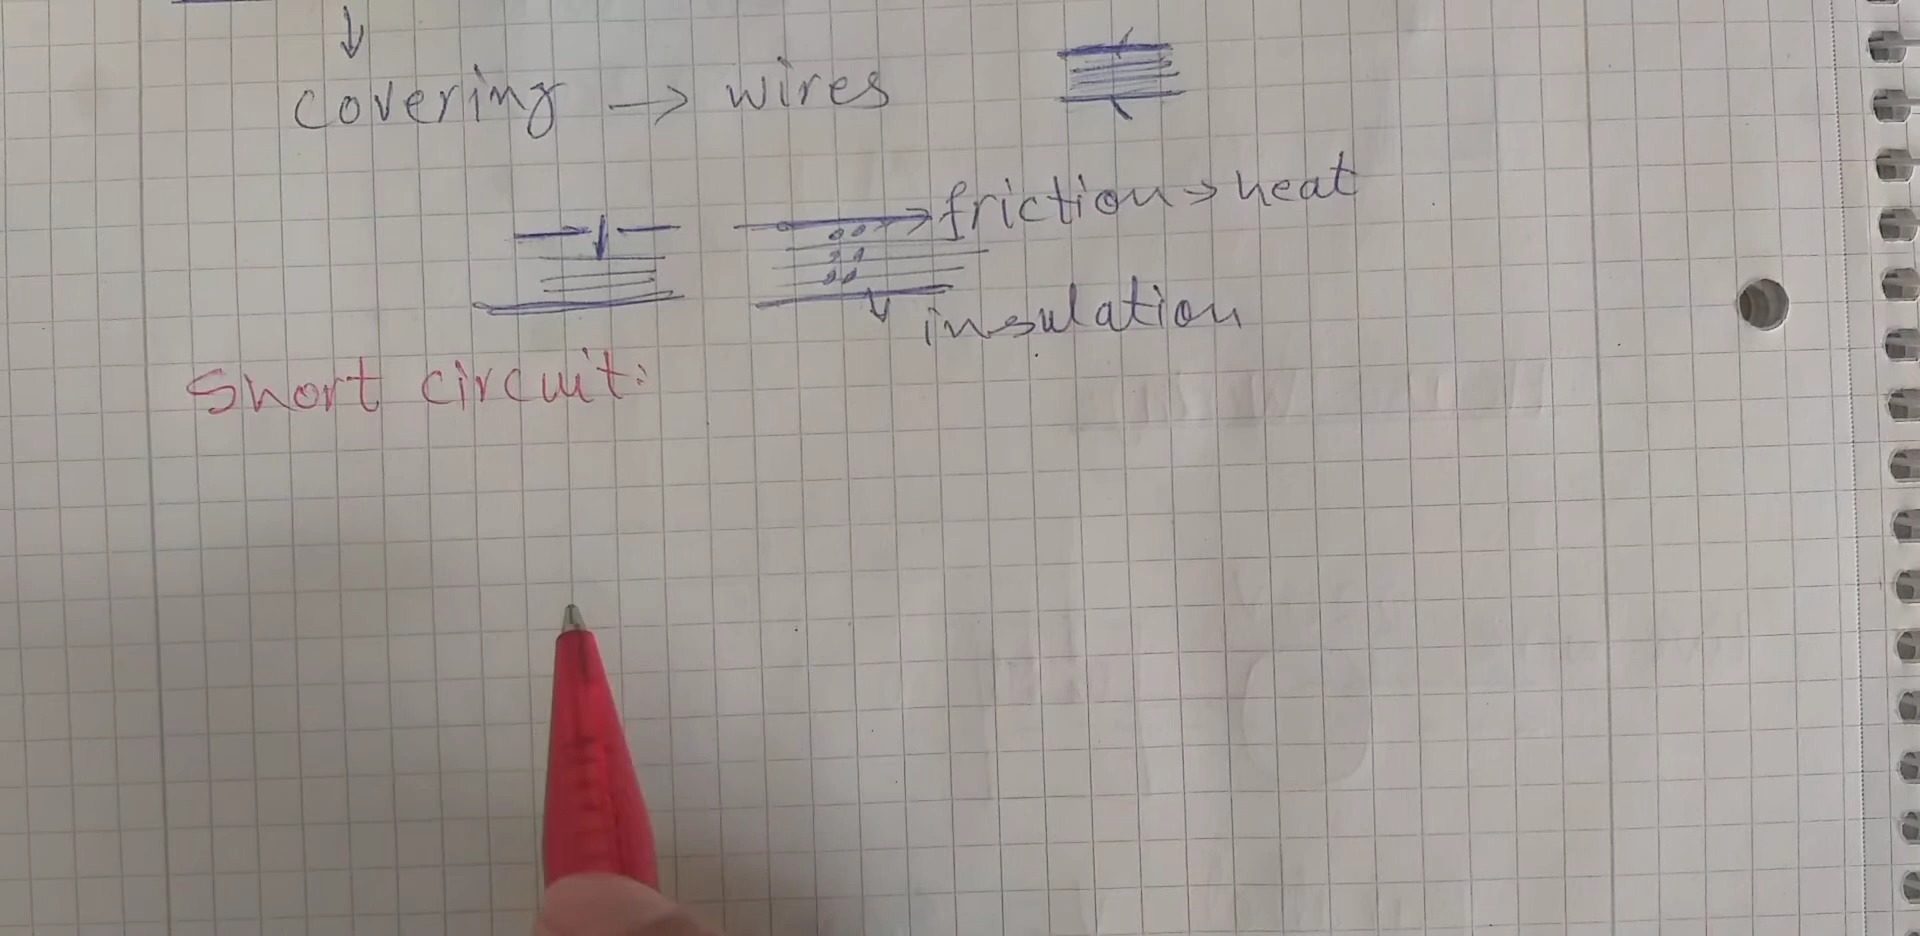 covering → wires
friction → heat
insulation
Short circuit: